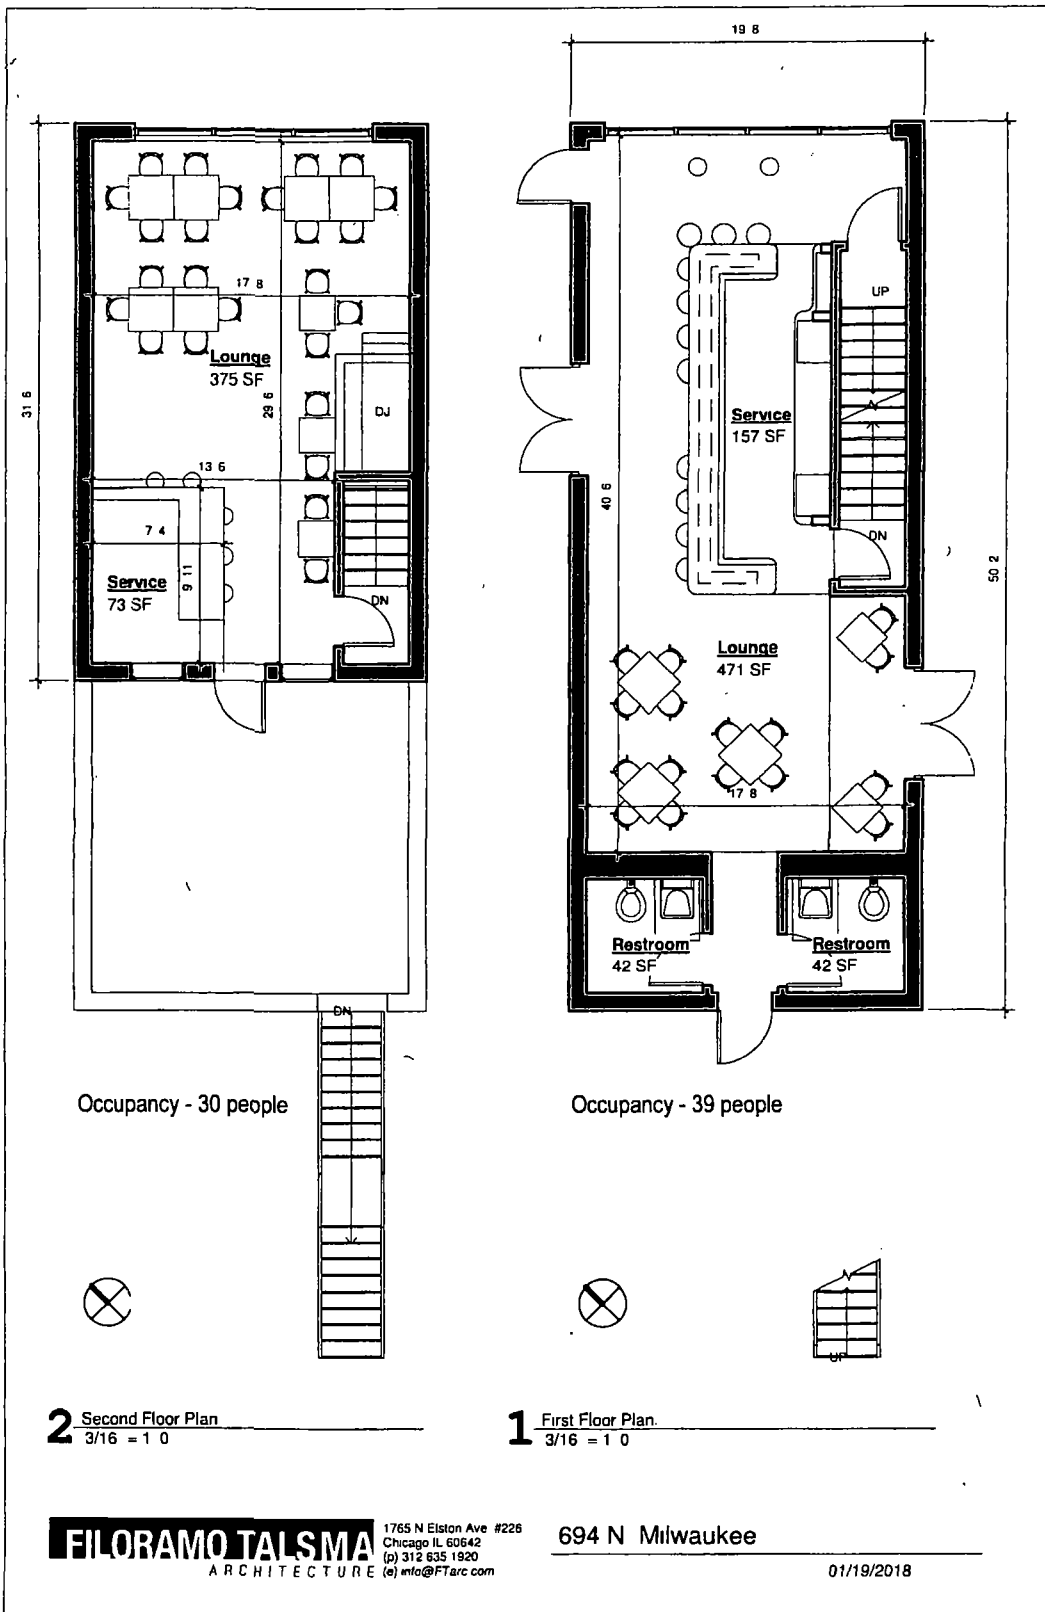 19 8
17 8
Lounge
375 SF
31 6
29 6
DJ
13 6
7 4
9 11
Service
73 SF
DN
UP
Service
157 SF
40 6
DN
50 2
Lounge
471 SF
17 8
Restroom
42 SF
Restroom
42 SF
DN
Occupancy - 30 people
Occupancy - 39 people
UP
2 Second Floor Plan
3/16 = 1 0
1 First Floor Plan.
3/16 = 1 0
FILORAMO TALSMA
ARCHITECTURE
1765 N Elston Ave #226
Chicago IL 60642
(p) 312 635 1920
(e) info@FTarc com
694 N Milwaukee
01/19/2018